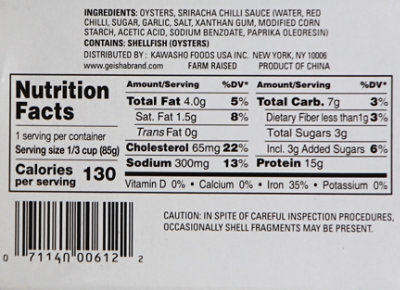 INGREDIENTS: OYSTERS, SRIRACHA CHILLI SAUCE (WATER, RED
CHILLI, SUGAR, GARLIC, SALT, XANTHAN GUM, MODIFIED CORN
STARCH, ACETIC ACID, SODIUM BENZOATE, PAPRIKA OLEORESIN)
CONTAINS: SHELLFISH (OYSTERS)
DISTRIBUTED BY: KAWASHO FOODS USA INC. NEW YORK, NY 10006
www.geishabrand.com FARM RAISED PRODUCT OF CHINA
Nutrition
Facts
1 serving per container
Serving size 1/3 cup (85g)
Calories
per serving 130
Amount/Serving %DV*
Total Fat 4.0g 5%
Sat. Fat 1.5g 8%
Trans Fat 0g
Cholesterol 65mg 22%
Sodium 300mg 13%
Amount/Serving %DV*
Total Carb. 7g 3%
Dietary Fiber less than1g 3%
Total Sugars 3g
Incl. 3g Added Sugars 6%
Protein 15g
Vitamin D 0% • Calcium 0% • Iron 35% • Potassium 0%
CAUTION: IN SPITE OF CAREFUL INSPECTION PROCEDURES,
OCCASIONALLY SHELL FRAGMENTS MAY BE PRESENT.
0 71140 00612 2